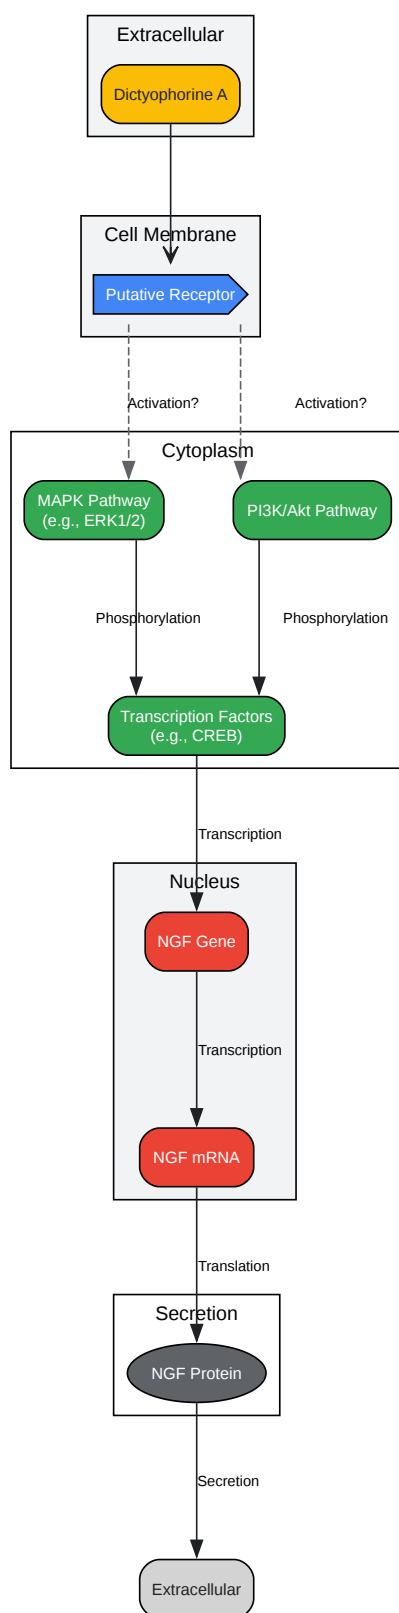 Extracellular
Dictyophorine A
Cell Membrane
Putative Receptor
Activation?
Activation?
Cytoplasm
MAPK Pathway
(e.g., ERK1/2)
PI3K/Akt Pathway
Phosphorylation
Phosphorylation
Transcription Factors
(e.g., CREB)
Transcription
Nucleus
NGF Gene
Transcription
NGF mRNA
Translation
Secretion
NGF Protein
Secretion
Extracellular